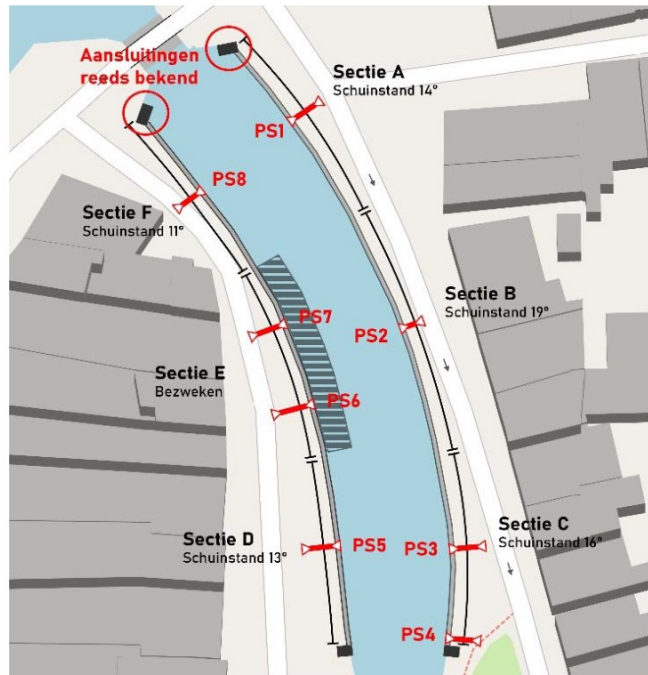 Aansluitingen
reeds bekend
Sectie A
Schuinstand 14°
PS1
PS8
Sectie F
Schuinstand 11°
Sectie B
Schuinstand 19°
PS7
PS2
Sectie E
Bezweken
PS6
Sectie C
Schuinstand 16°
Sectie D
Schuinstand 13°
PS5
PS3
PS4